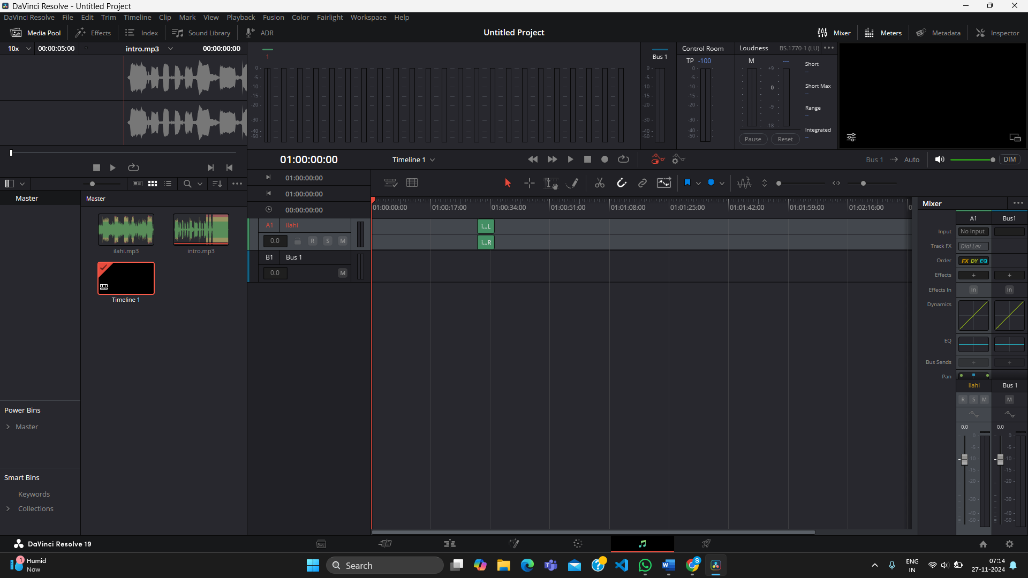 DaVinci Resolve - Untitled Project
DaVinci Resolve File Edit Trim Timeline Clip Mark View Playback Fusion Color Fairlight Workspace Help
Media Pool Effects Index Sound Library ADR Untitled Project Mixer Meters Metadata Inspector
10x 00:00:05:00 intro.mp3 00:00:00:00
1 Bus 1 Control Room Loudness BS.1770-1 (LU)
TP -100 M
Short
Short Max
Range
Integrated
Pause Reset
01:00:00:00 Timeline 1 Bus 1 Auto DIM
01:00:00:00
01:00:00:00
00:00:00:00
01:00:00:00 01:00:17:00 01:00:34:00 01:00:51:00 01:01:08:00 01:01:25:00 01:01:42:00 01:01:59:00 01:02:16:00
Master
Master
ilahi.mp3
intro.mp3
Timeline 1
A1 Ilahi
0.0 R S M
B1 Bus 1
0.0 M
I...L
I...R
Mixer
A1 Bus1
Input No Input
Track FX
Order FX DY EQ
Effects + +
Effects In
Dynamics
EQ
Bus Sends
Pan
Ilahi Bus 1
R S M M
0.0 0.0
Power Bins
Master
Smart Bins
Keywords
Collections
DaVinci Resolve 19
Humid
Now
Search
ENG
IN
07:14
27-11-2024